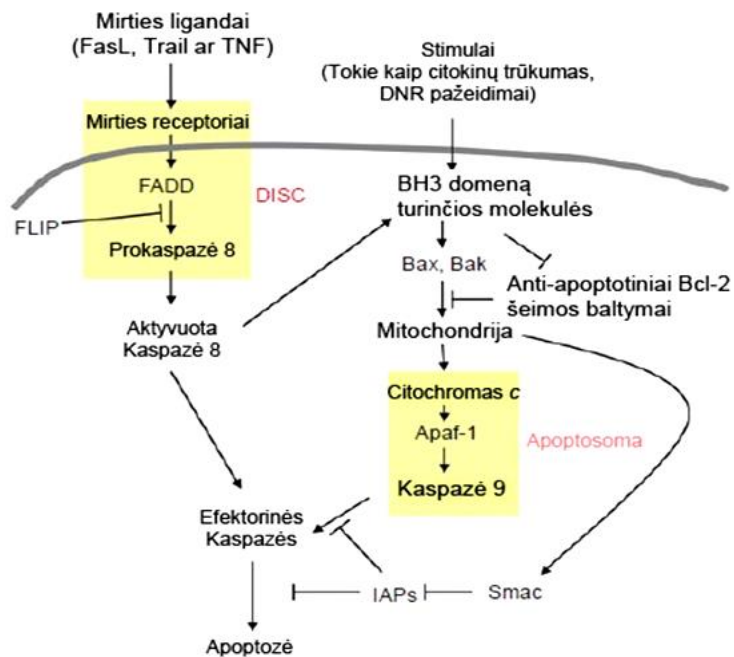 Mirties ligandai
(FasL, Trail ar TNF)
Mirties receptoriai
FADD
DISC
FLIP
Prokaspazė 8
Aktyvuota
Kaspazė 8
Stimulai
(Tokie kaip citokinų trūkumas,
DNR pažeidimai)
BH3 domeną
turinčios molekulės
Bax, Bak
Anti-apoptotiniai Bcl-2
šeimos baltymai
Mitochondrija
Citochromas c
Apaf-1
Apoptosoma
Kaspazė 9
Efektorinės
Kaspazės
IAPs
Smac
Apoptozė